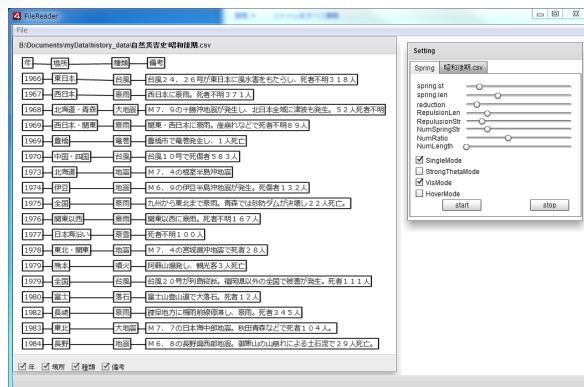 FileReader
File
B:\Documents\myData\history_data\自然災害史昭和後期.csv
年 場所 種類 備考
1966 東日本 台風 台風24．26号が東日本に風水害をもたらし、死者不明318人
1967 西日本 豪雨 西日本に豪雨。死者不明371人
1968 北海道・青森 大地震 M7．9の十勝沖地震が発生し、北日本全域に津波も発生。52人死者不明
1969 西日本・関東 豪雨 関東・西日本に豪雨。崖崩れなどで死者不明89人
1969 豊橋 竜巻 豊橋市で竜巻発生し、1人死亡
1970 中国・四国 台風 台風10号で死傷者583人
1973 北海道 地震 M7．4の根室半島沖地震
1974 伊豆 地震 M6．9の伊豆半島沖地震が発生。死傷者132人
1975 全国 豪雨 九州から東北まで豪雨。青森では砂防ダムが決壊し22人死亡。
1976 関東以西 豪雨 関東以西に豪雨。死者不明167人
1977 日本海沿い 豪雪 死者不明100人
1978 東北・関東 地震 M7．4の宮城県沖地震で死者28人
1979 熊本 噴火 阿蘇山爆発し、観光客3人死亡
1979 全国 台風 台風20号が列島縦断。福岡県以外の全国で被害が発生。死者111人
1980 富士 落石 富士山登山道で大落石。死者12人
1982 長崎 豪雨 諫早地方に梅雨前線停滞し、豪雨。死者345人
1983 東北 大地震 M7．7の日本海中部地震。秋田青森などで死者104人。
1984 長野 地震 M6．8の長野県西部地震。御嶽山の山崩れによる土石流で29人死亡。
年 場所 種類 備考
Setting
Spring 昭和後期.csv
spring.st
spring.len
reduction
RepulsionLen
RepulusionStr
NumSpringStr
NumRatio
NumLength
SingleMode
StrongThetaMode
VisMode
HoverMode
start stop